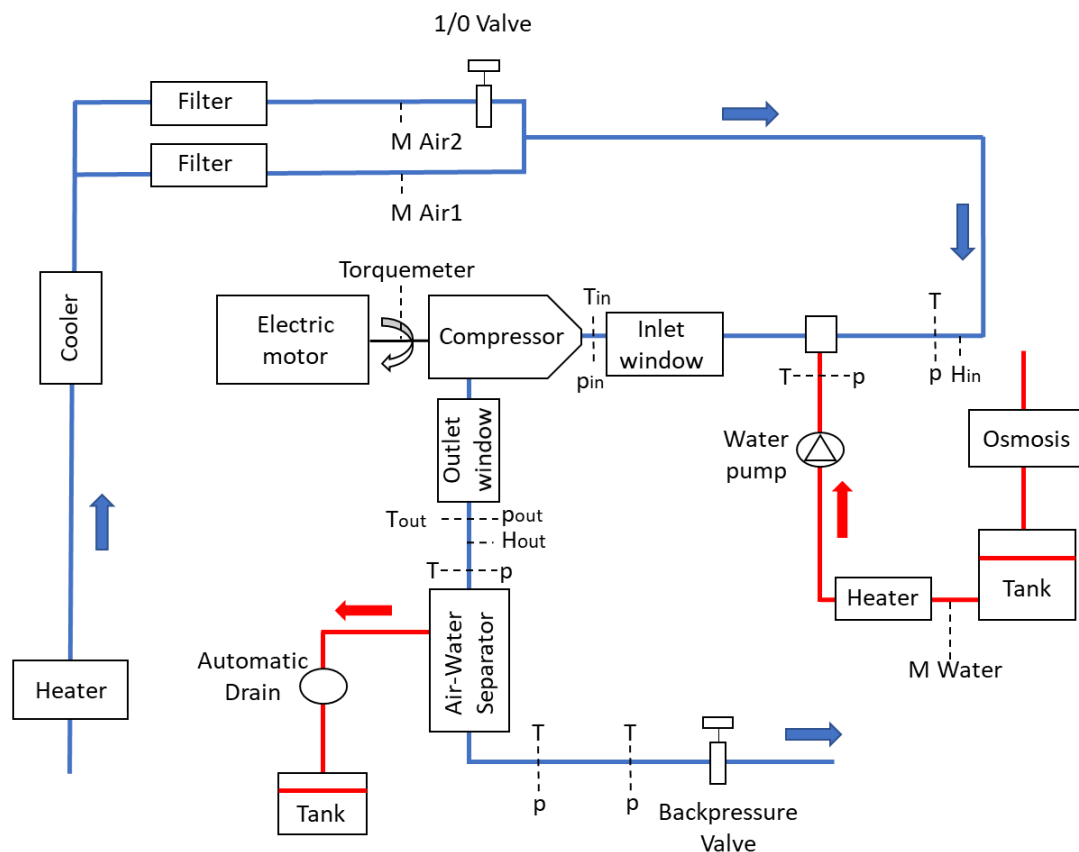 1/0 Valve
Filter
M Air2
Filter
M Air1
Cooler
Torquemeter
Electric
motor
Compressor
Tin
pin
Inlet
window
T
p
Hin
T
p
Water
pump
Osmosis
Tank
Heater
M Water
Outlet
window
Tout
pout
Hout
T
p
Air-Water
Separator
Automatic
Drain
Tank
Heater
T
p
T
p
Backpressure
Valve